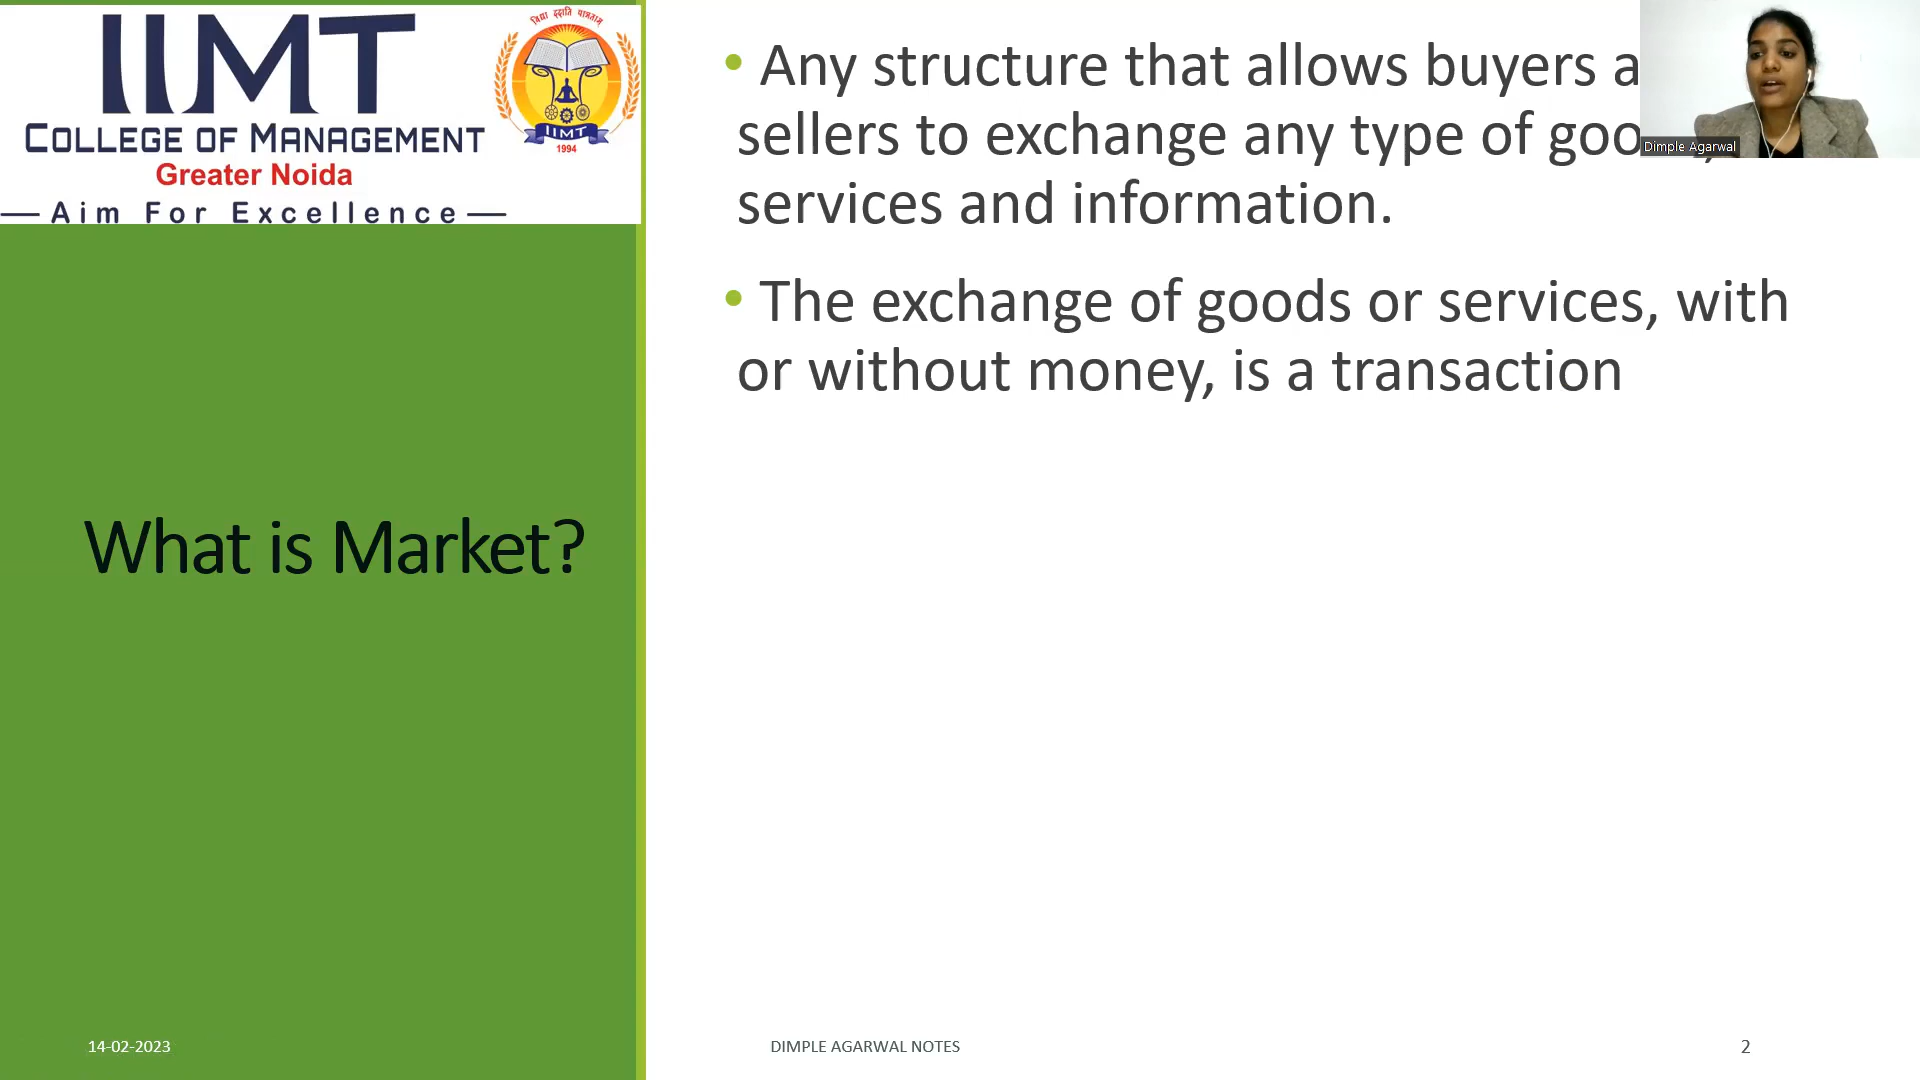 IIMT
COLLEGE OF MANAGEMENT
Greater Noida
Aim For Excellence
विद्या ददाति पात्रताम्
IIMT
1994
What is Market?
• Any structure that allows buyers a
sellers to exchange any type of goo
services and information.
• The exchange of goods or services, with
or without money, is a transaction
Dimple Agarwal
14-02-2023
DIMPLE AGARWAL NOTES
2